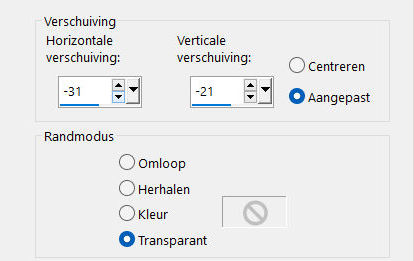 Verschuiving
Horizontale verschuiving:
Verticale verschuiving:
-31
-21
Centreren
Aangepast
Randmodus
Omloop
Herhalen
Kleur
Transparant